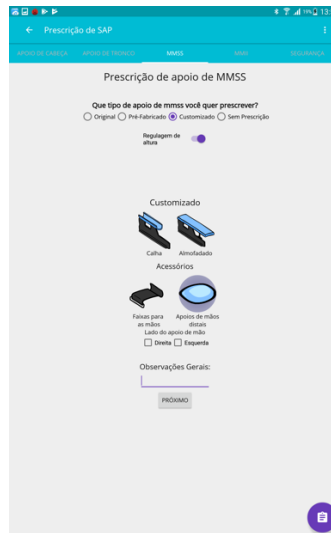 19% 13:
Prescrição de SAP
APOIO DE CABEÇA APOIO DE TRONCO MMSS MMII SEGURANÇA
Prescrição de apoio de MMSS
Que tipo de apoio de mmss você quer prescrever?
Original Pré-Fabricado Customizado Sem Prescrição
Regulagem de
altura
Customizado
Calha Almofadado
Acessórios
Faixas para
as mãos
Apoios de mãos
distais
Lado do apoio de mão
Direita Esquerda
Observações Gerais:
PRÓXIMO